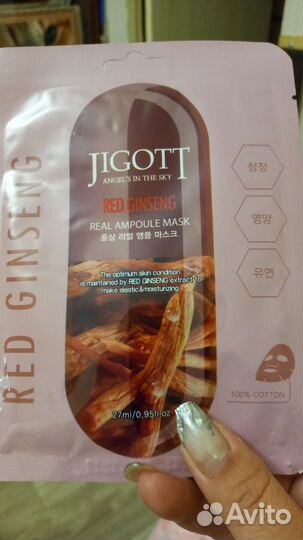 JIGOTT
ANGEL'S IN THE SKY
RED GINSENG
REAL AMPOULE MASK
홍삼 리얼 앰플 마스크
The optimum skin condition
is mantained by RED GINSENG extract to
make elastic&moisturizing
27ml/0,95fl,oz
RED GINSENG
청정
영양
유연
100% COTTON
Avito